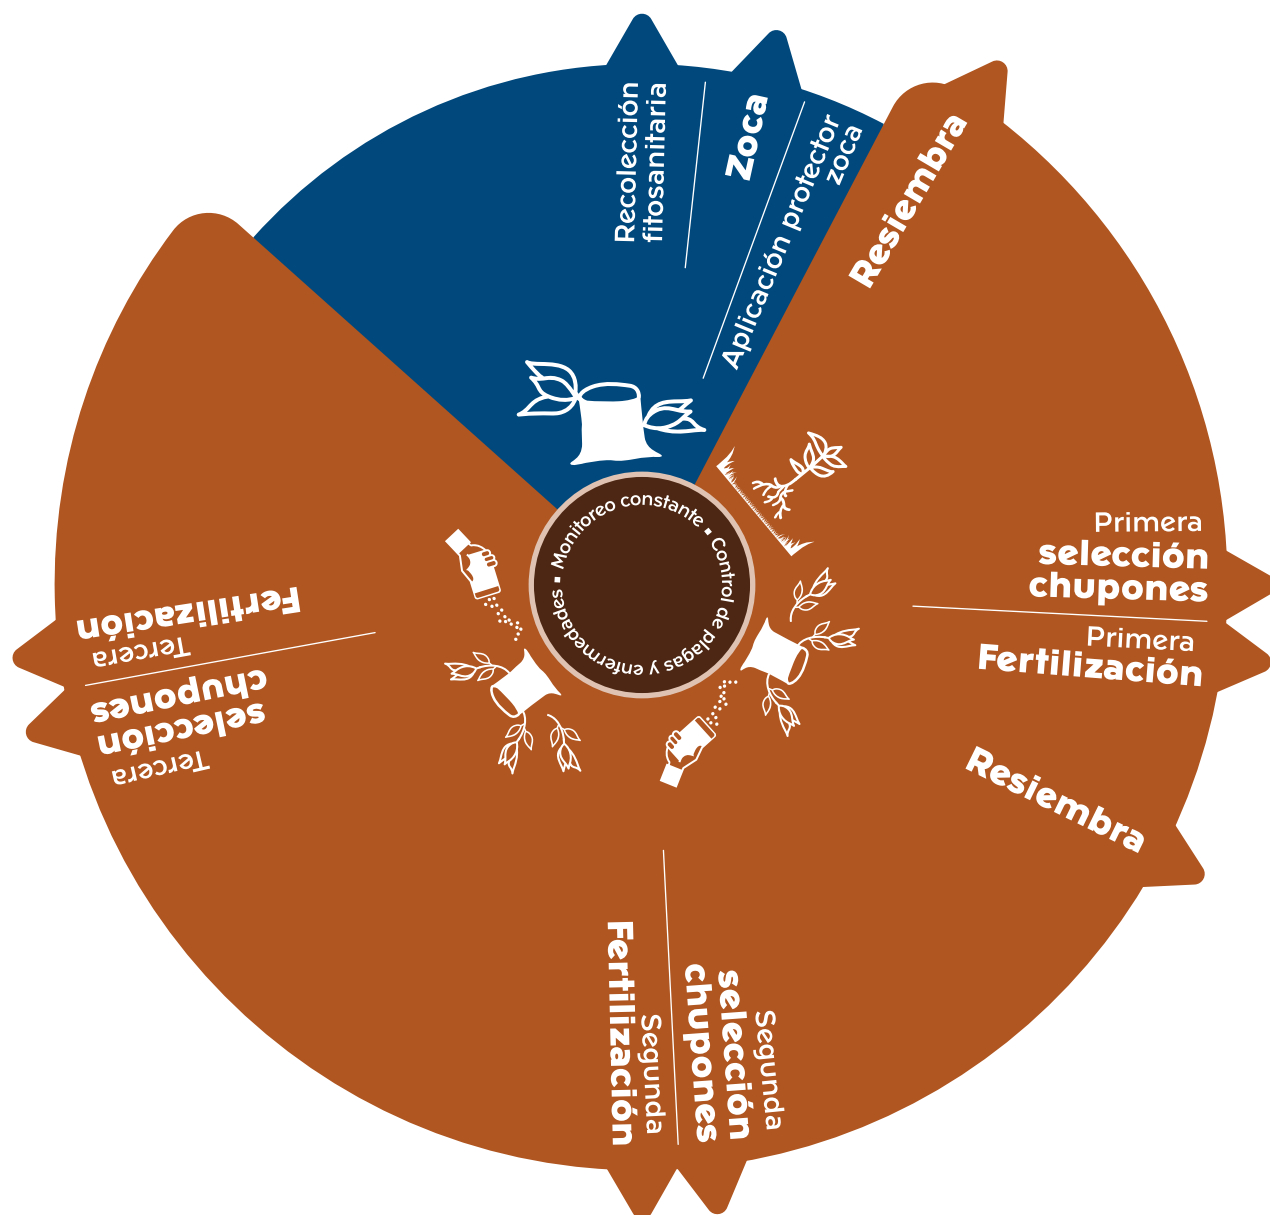 Recolección
fitosanitaria
Zoca
Aplicación protector
zoca
Resiembra
Primera
selección
chupones
Primera
Fertilización
Resiembra
Segunda
selección
chupones
Segunda
Fertilización
Tercera
selección
chupones
Tercera
Fertilización
Monitoreo constante ▪ Control de plagas y enfermedades ▪